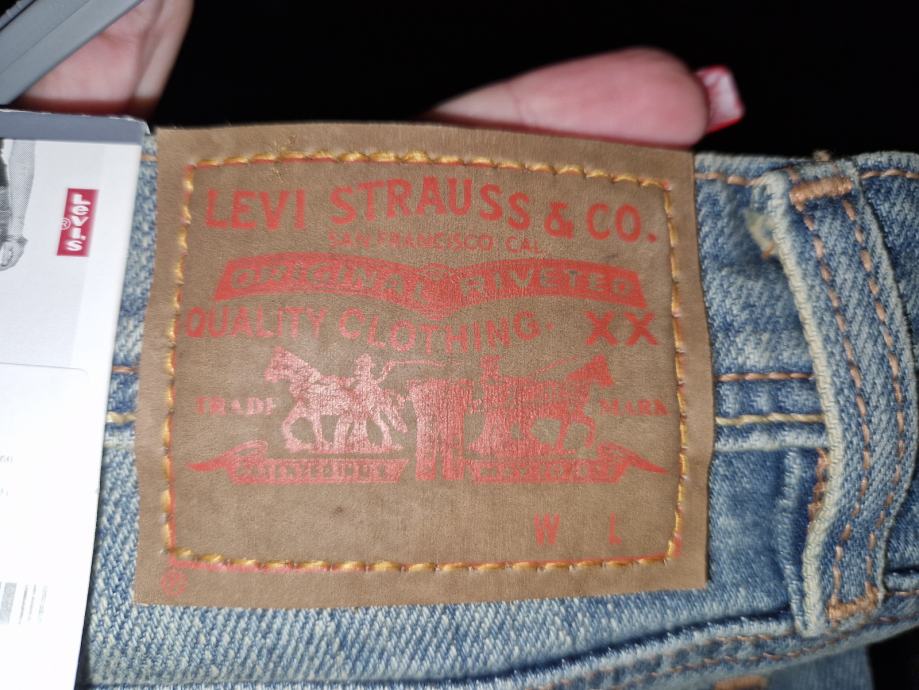 LEVI STRAUSS & CO.
SAN FRANCISCO CAL.
ORIGINAL RIVETED
QUALITY CLOTHING. XX
TRADE MARK
W L
®
Levi's®